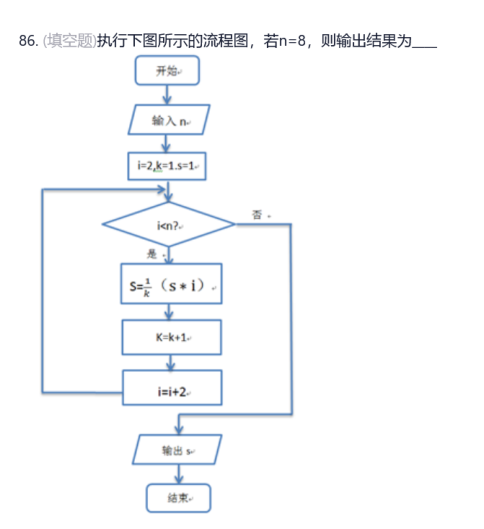 86. (填空题)执行下图所示的流程图，若n=8，则输出结果为____
开始
输入 n
i=2,k=1.s=1
i<n?
否
是
S=1/k（s*i）
K=k+1
i=i+2
输出 s
结束